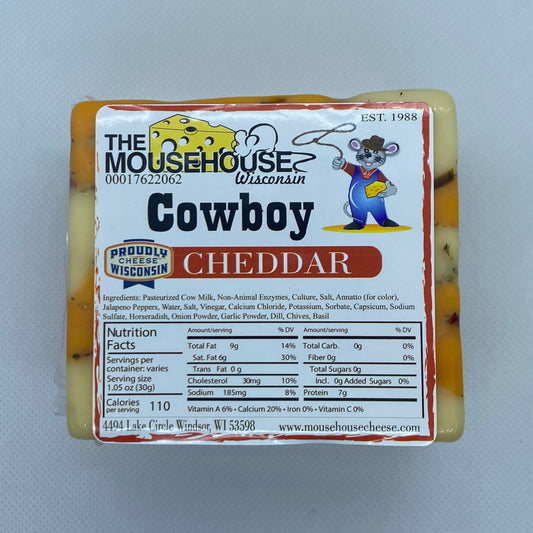 EST. 1988
THE
MOUSEHOUSE
00017622062
Wisconsin
Cowboy
PROUDLY
CHEESE
WISCONSIN
CHEDDAR
Ingredients: Pasteurized Cow Milk, Non-Animal Enzymes, Culture, Salt, Annatto (for color),
Jalapeno Peppers, Water, Salt, Vinegar, Calcium Chloride, Potassium, Sorbate, Capsicum, Sodium
Sulfate, Horseradish, Onion Powder, Garlic Powder, Dill, Chives, Basil
Nutrition
Facts
Servings per
container: varies
Serving size
1.05 oz (30g)
Calories
per serving 110
Amount/serving % DV
Total Fat 9g 14%
Sat. Fat 6g 30%
Trans Fat 0 g
Cholesterol 30mg 10%
Sodium 185mg 8%
Amount/serving % DV
Total Carb. 0g 0%
Fiber 0g 0%
Total Sugars 0g
Incl. 0g Added Sugars 0%
Protein 7g
Vitamin A 6% • Calcium 20% • Iron 0% • Vitamin C 0%
4494 Lake Circle Windsor, WI 53598 www.mousehousecheese.com